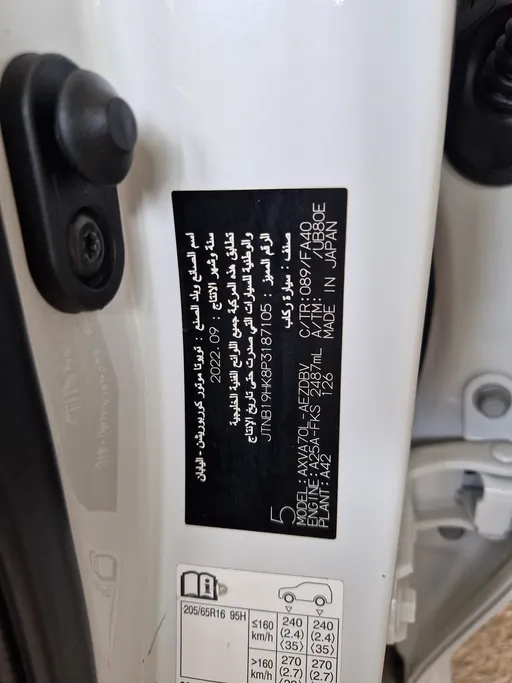 اسم المصنع وبلد الصنع : تويوتا موتور كوربوريشن - اليابان
سنة وشهر الانتاج : 2022.09
تطابق هذه المركبة جميع اللوائح الفنية الخليجية
والوطنية للسيارات التي صدرت حتى تاريخ الإنتاج
الرقم المميز : JTNB19HK8P3187105
صنف : سيارة ركاب
5
MODEL: AXVA70L-AEZDBV C/TR:089/FA40
ENGINE: A25A-FKS 2487mL A/TM: /UB80E
PLANT: A42 126 MADE IN JAPAN
205/65R16 95H
≤160 km/h 240 (2.4) (35) 240 (2.4) (35)
>160 km/h 270 (2.7) 270 (2.7)